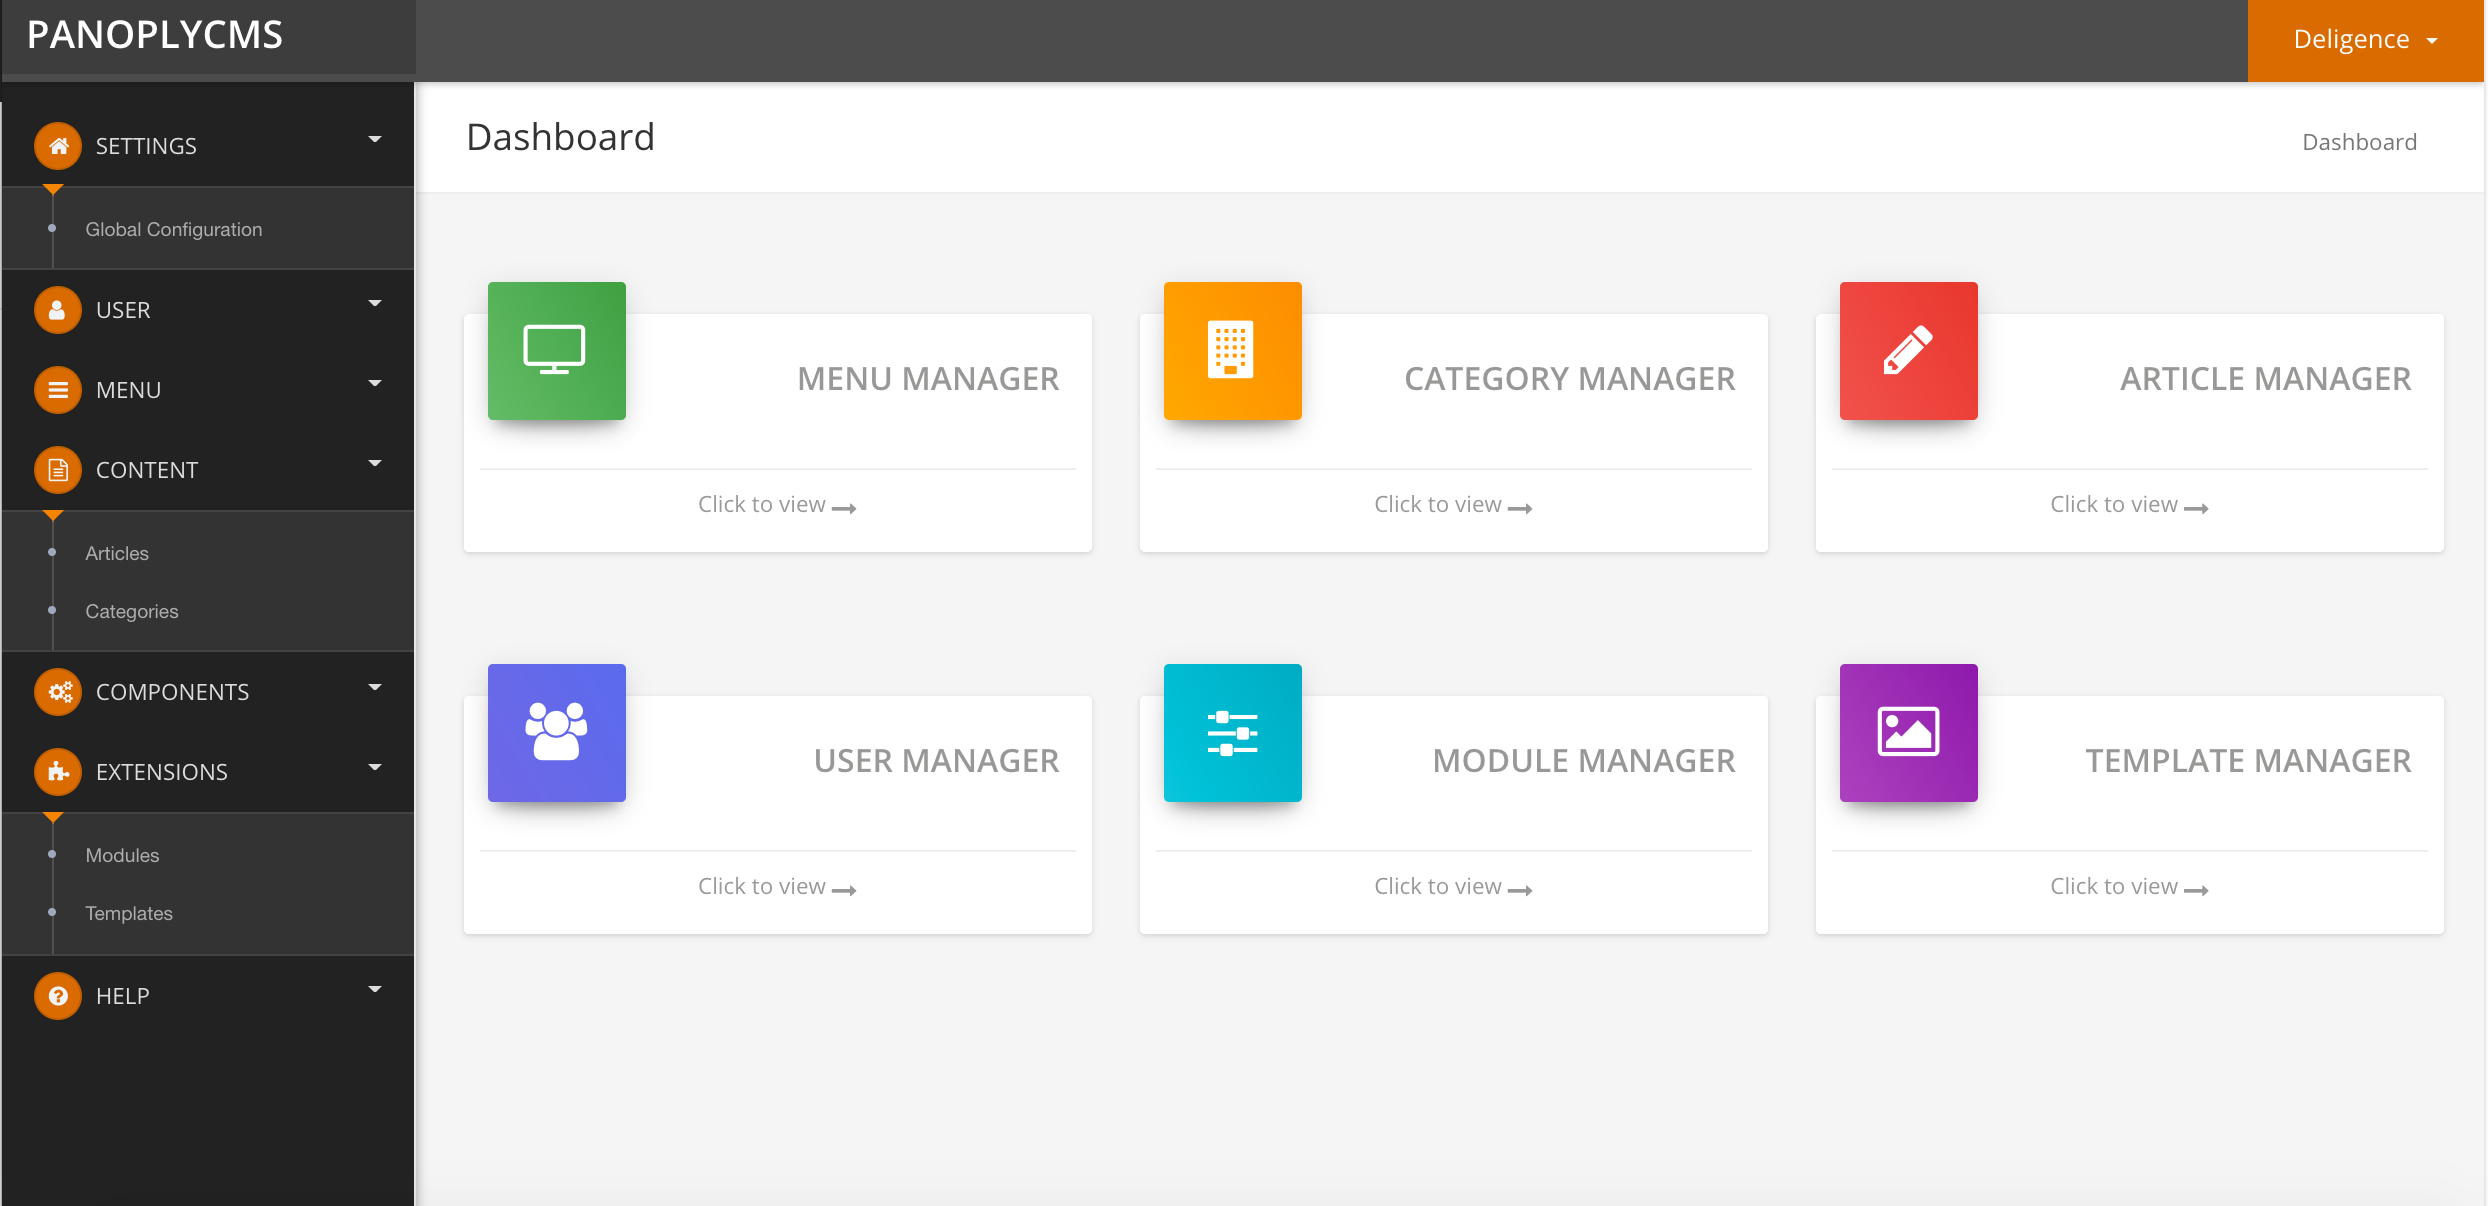 PANOPLYCMS
Deligence
SETTINGS
Global Configuration
USER
MENU
CONTENT
Articles
Categories
COMPONENTS
EXTENSIONS
Modules
Templates
HELP
Dashboard
Dashboard
MENU MANAGER
Click to view
CATEGORY MANAGER
Click to view
ARTICLE MANAGER
Click to view
USER MANAGER
Click to view
MODULE MANAGER
Click to view
TEMPLATE MANAGER
Click to view